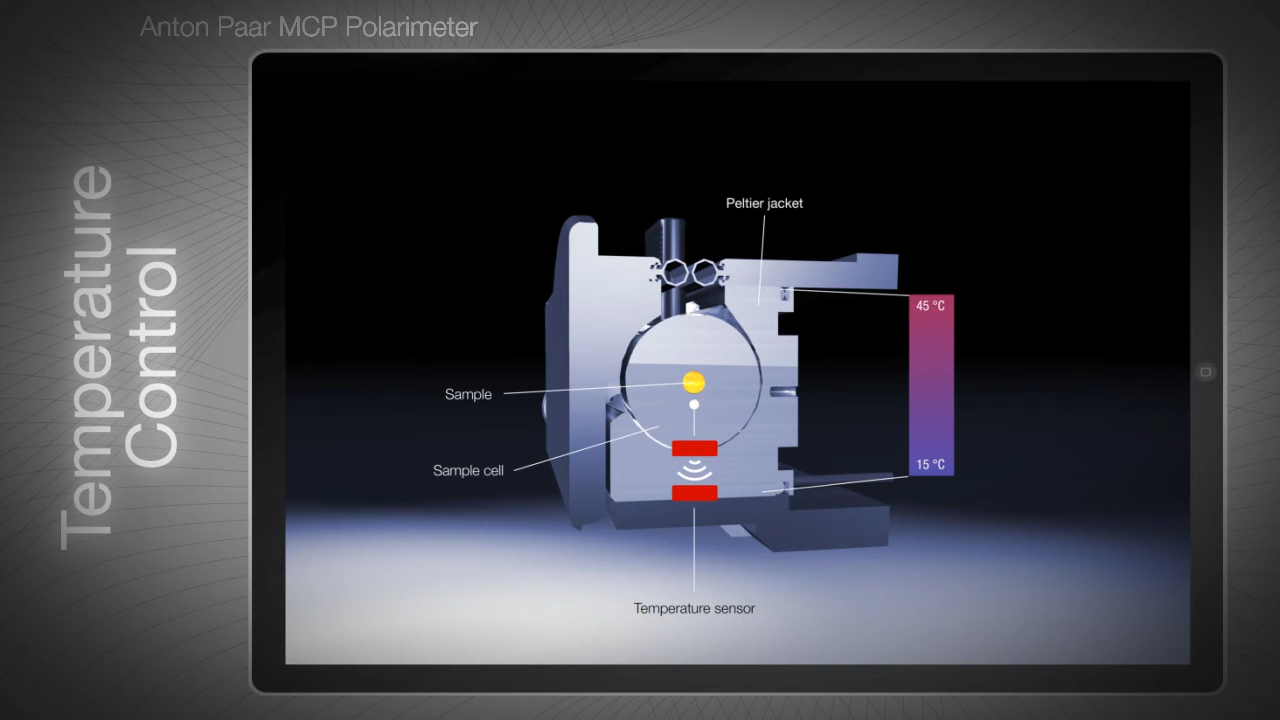 Anton Paar MCP Polarimeter
Temperature
Control
Peltier jacket
45 °C
Sample
Sample cell
15 °C
Temperature sensor